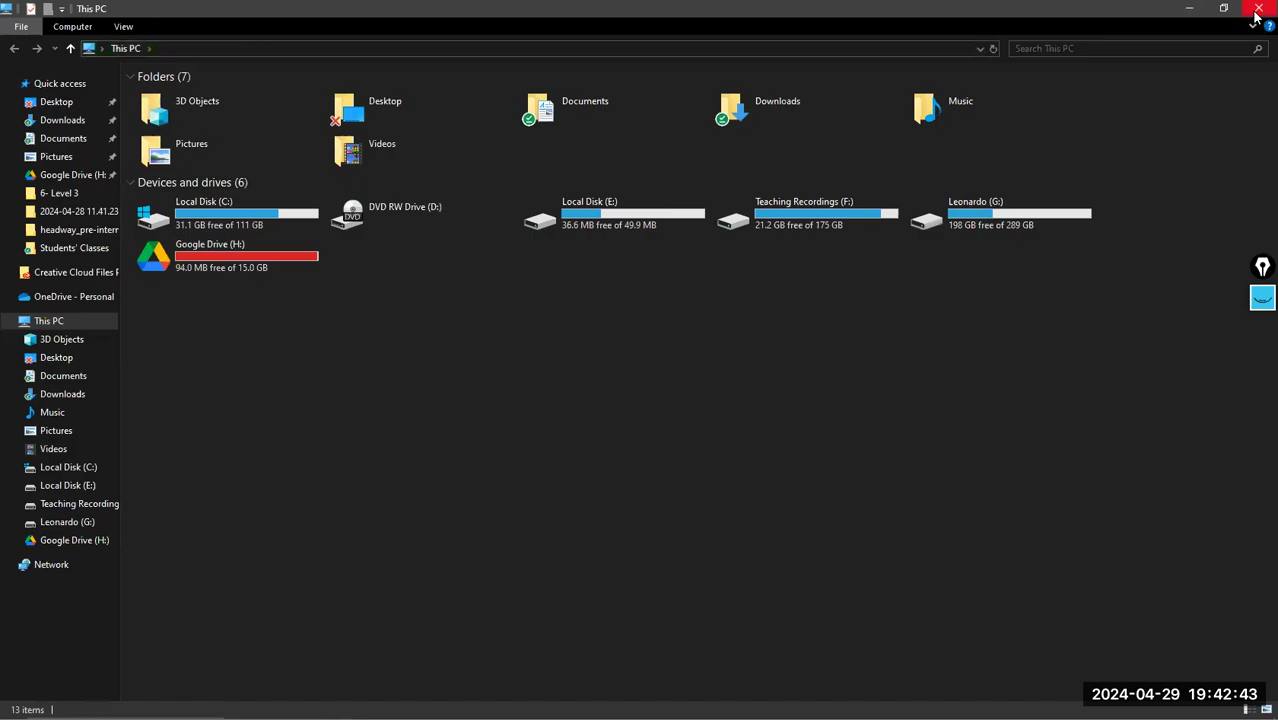 This PC
File Computer View
This PC
Search This PC
Quick access
Desktop
Downloads
Documents
Pictures
Google Drive (H:
6- Level 3
2024-04-28 11.41.23
headway_pre-inter
Students' Classes
Creative Cloud Files P
OneDrive - Personal
This PC
3D Objects
Desktop
Documents
Downloads
Music
Pictures
Videos
Local Disk (C:)
Local Disk (E:)
Teaching Recording
Leonardo (G:)
Google Drive (H:)
Network
Folders (7)
3D Objects
Desktop
Documents
Downloads
Music
Pictures
Videos
Devices and drives (6)
Local Disk (C:)
31.1 GB free of 111 GB
DVD
DVD RW Drive (D:)
Local Disk (E:)
36.6 MB free of 49.9 MB
Teaching Recordings (F:)
21.2 GB free of 175 GB
Leonardo (G:)
198 GB free of 289 GB
Google Drive (H:)
94.0 MB free of 15.0 GB
13 items
2024-04-29 19:42:43